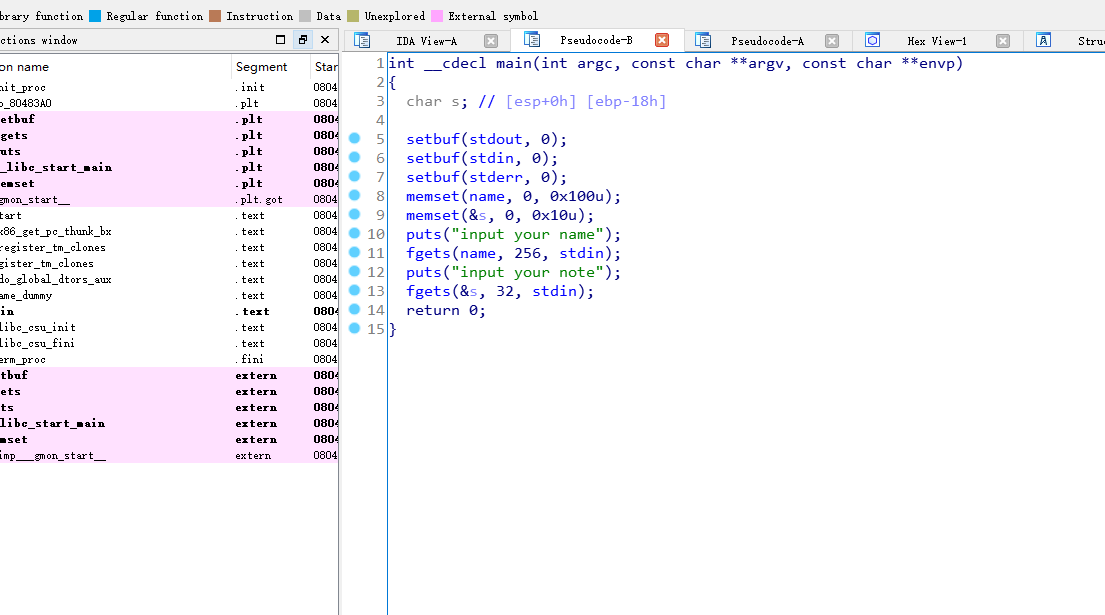 brary function Regular function Instruction Data Unexplored External symbol
ctions window
IDA View-A Pseudocode-B Pseudocode-A Hex View-1 Struc
on name Segment Star
nit_proc .init 0804
o_80483A0 .plt 0804
etbuf .plt 0804
gets .plt 0804
uts .plt 0804
_libc_start_main .plt 0804
emset .plt 0804
gmon_start__ .plt.got 0804
tart .text 0804
x86_get_pc_thunk_bx .text 0804
register_tm_clones .text 0804
gister_tm_clones .text 0804
do_global_dtors_aux .text 0804
ame_dummy .text 0804
in .text 0804
libc_csu_init .text 0804
libc_csu_fini .text 0804
erm_proc .fini 0804
tbuf extern 0804
ets extern 0804
ts extern 0804
libc_start_main extern 0804
mset extern 0804
imp___gmon_start__ extern 0804
1 int __cdecl main(int argc, const char **argv, const char **envp)
2 {
3 char s; // [esp+0h] [ebp-18h]
4
5 setbuf(stdout, 0);
6 setbuf(stdin, 0);
7 setbuf(stderr, 0);
8 memset(name, 0, 0x100u);
9 memset(&s, 0, 0x10u);
10 puts("input your name");
11 fgets(name, 256, stdin);
12 puts("input your note");
13 fgets(&s, 32, stdin);
14 return 0;
15 }